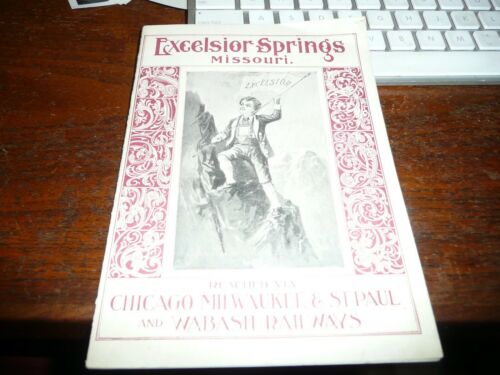 Excelsior-Springs
Missouri.
EXCELSIOR
REACHED VIA
CHICAGO MILWAUKEE & ST. PAUL
AND WABASH RAILWAYS